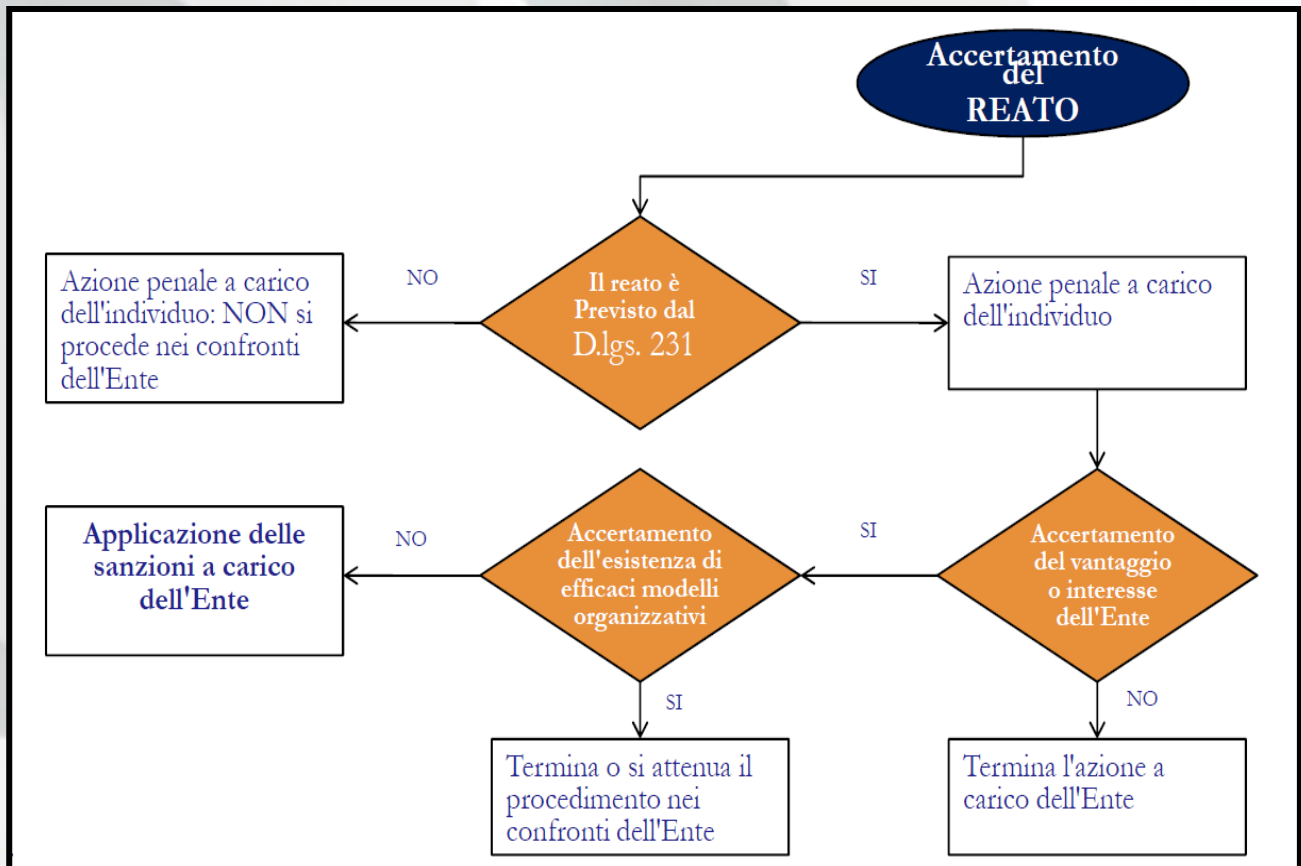 Accertamento
del
REATO
Il reato è
Previsto dal
D.lgs. 231
NO
SI
Azione penale a carico
dell'individuo: NON si
procede nei confronti
dell'Ente
Azione penale a carico
dell'individuo
Accertamento
del vantaggio
o interesse
dell'Ente
SI
NO
Accertamento
dell'esistenza di
efficaci modelli
organizzativi
NO
SI
Applicazione delle
sanzioni a carico
dell'Ente
Termina o si attenua il
procedimento nei
confronti dell'Ente
Termina l'azione a
carico dell'Ente